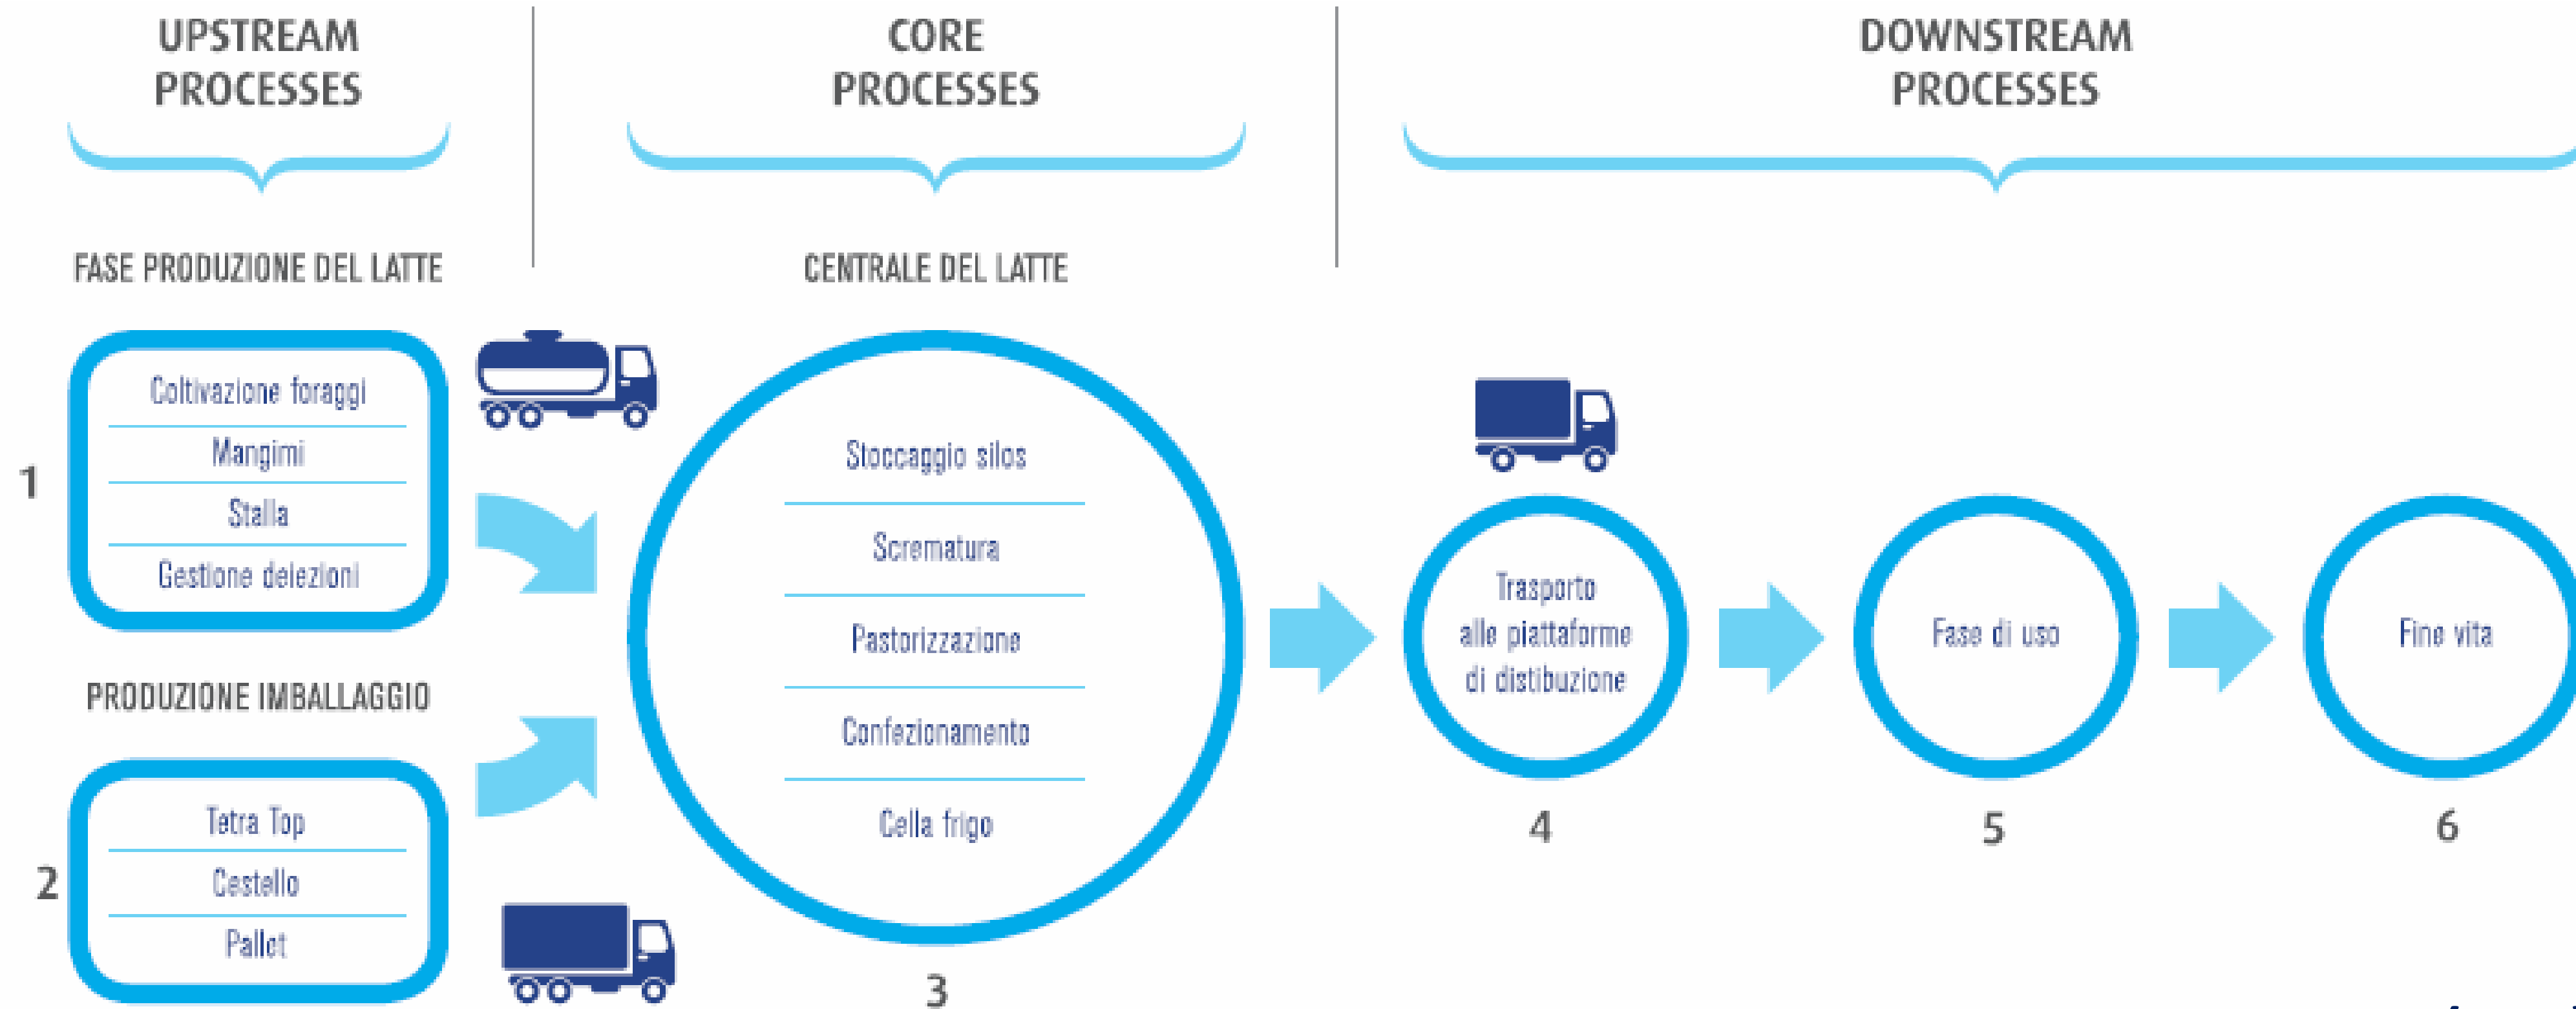 UPSTREAM
PROCESSES
CORE
PROCESSES
DOWNSTREAM
PROCESSES
FASE PRODUZIONE DEL LATTE
CENTRALE DEL LATTE
1
Coltivazione foraggi
Mangimi
Stalla
Gestione deiezioni
PRODUZIONE IMBALLAGGIO
2
Tetra Top
Cestello
Pallet
Stoccaggio silos
Scrematura
Pastorizzazione
Confezionamento
Cella frigo
3
Trasporto
alle piattaforme
di distibuzione
4
Fase di uso
5
Fine vita
6